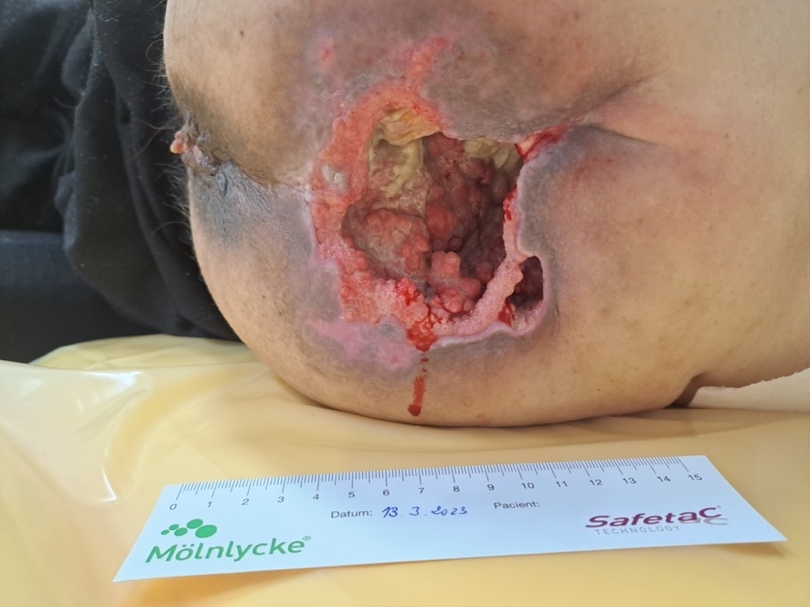 0 1 2 3 4 5 6 7 8 9 10 11 12 13 14 15
Datum: 13.3.2023 Pacient:
Mölnlycke®
Safetac
TECHNOLOGY